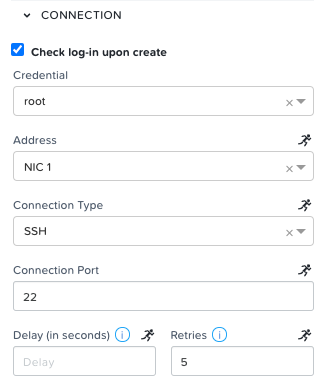 CONNECTION
Check log-in upon create
Credential
root
Address
NIC 1
Connection Type
SSH
Connection Port
22
Delay (in seconds) Retries
Delay 5